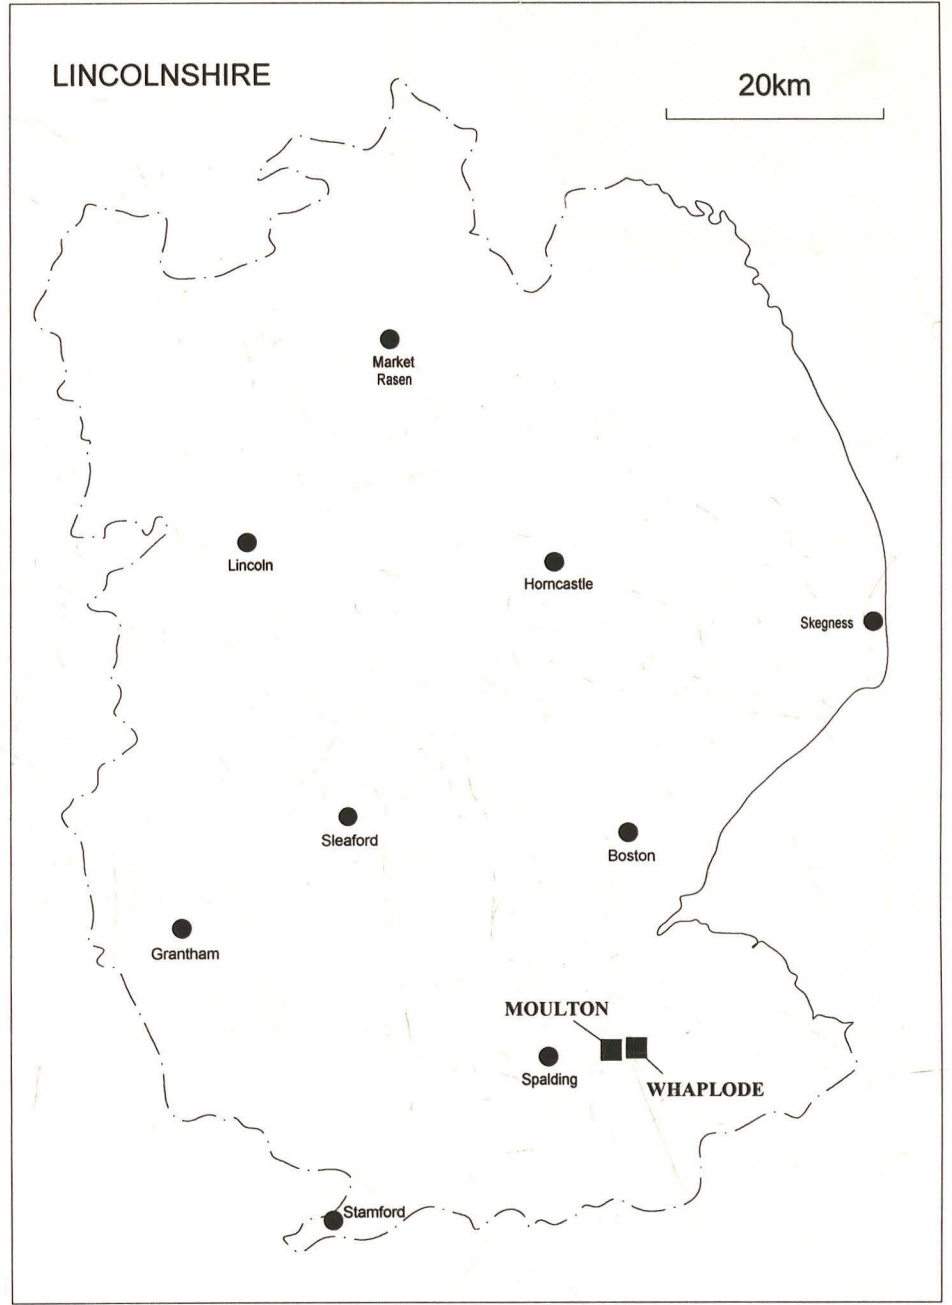 LINCOLNSHIRE
20km
Market
Rasen
Lincoln
Horncastle
Skegness
Sleaford
Boston
Grantham
MOULTON
Spalding
WHAPLODE
Stamford